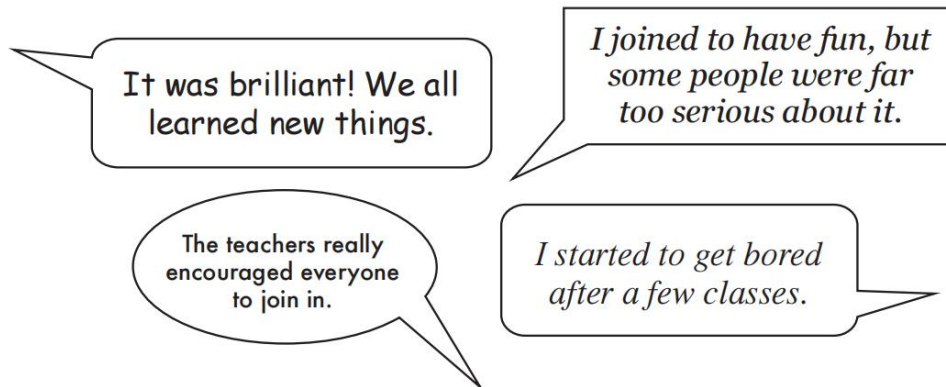 It was brilliant! We all
learned new things.
I joined to have fun, but
some people were far
too serious about it.
The teachers really
encouraged everyone
to join in.
I started to get bored
after a few classes.